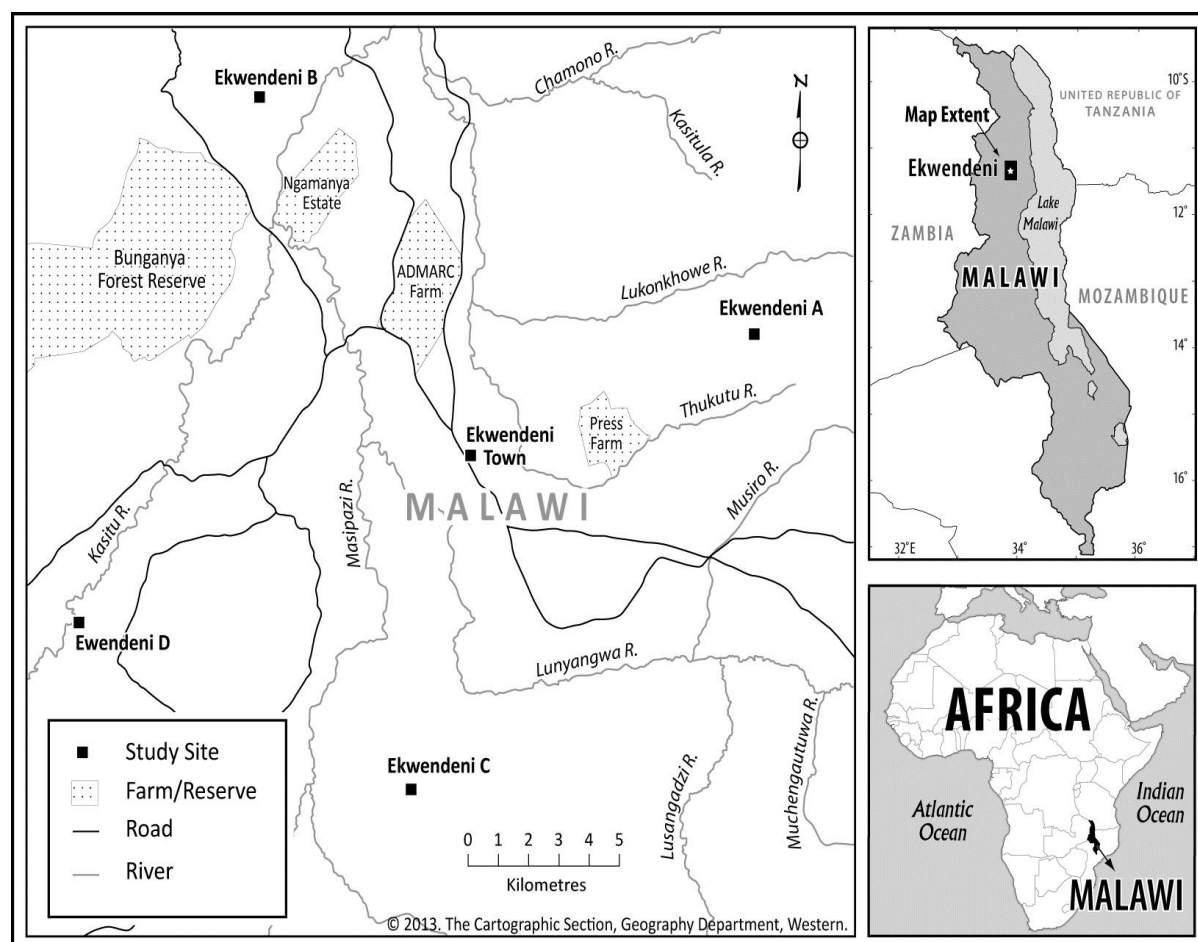 Ekwendeni B
Chamono R.
Kasitula R.
N
Ngamanya
Estate
Bunganya
Forest Reserve
ADMARC
Farm
Lukonkhowe R.
Ekwendeni A
Thukutu R.
Press
Farm
Ekwendeni
Town
MALAWI
Musiro R.
Masipazi R.
Kasitu R.
Ewendeni D
Lunyangwa R.
Ekwendeni C
Lusangadzi R.
Muchengautuwa R.
Study Site
Farm/Reserve
Road
River
0 1 2 3 4 5
Kilometres
© 2013. The Cartographic Section, Geography Department, Western.
10°S
UNITED REPUBLIC OF
TANZANIA
Map Extent
Ekwendeni
12°
Lake
Malawi
ZAMBIA
MALAWI
MOZAMBIQUE
14°
16°
32°E 34° 36°
AFRICA
Atlantic
Ocean
Indian
Ocean
MALAWI